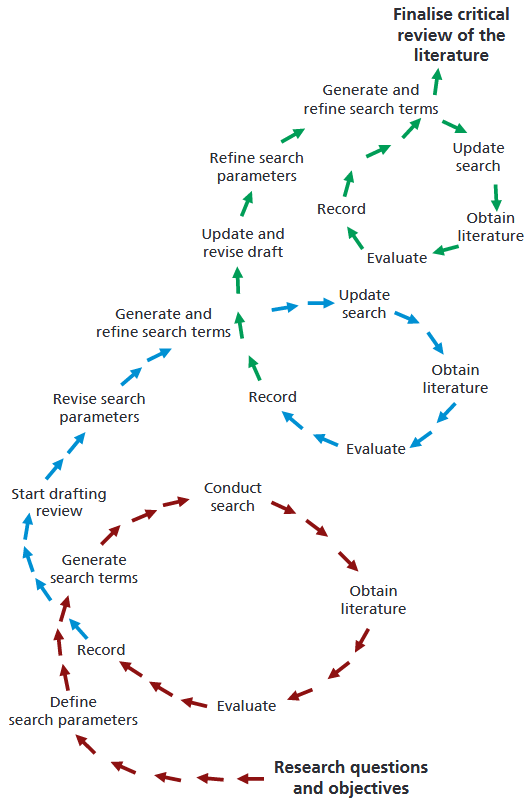 Finalise critical
review of the
literature
Generate and
refine search terms
Update
search
Refine search
parameters
Record
Obtain
literature
Update and
revise draft
Evaluate
Update
search
Generate and
refine search terms
Obtain
literature
Revise search
parameters
Record
Evaluate
Start drafting
review
Conduct
search
Generate
search terms
Obtain
literature
Record
Define
search parameters
Evaluate
Research questions
and objectives